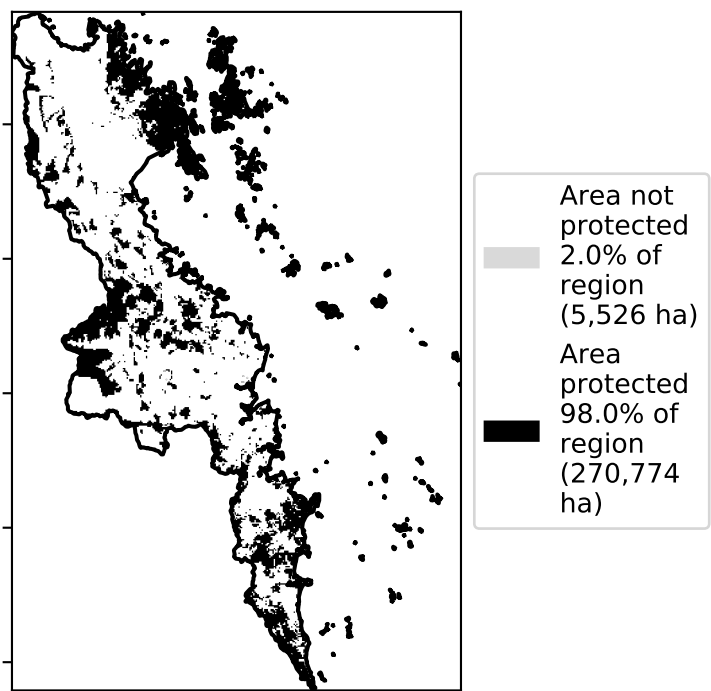 Area not
protected
2.0% of
region
(5,526 ha)
Area
protected
98.0% of
region
(270,774
ha)